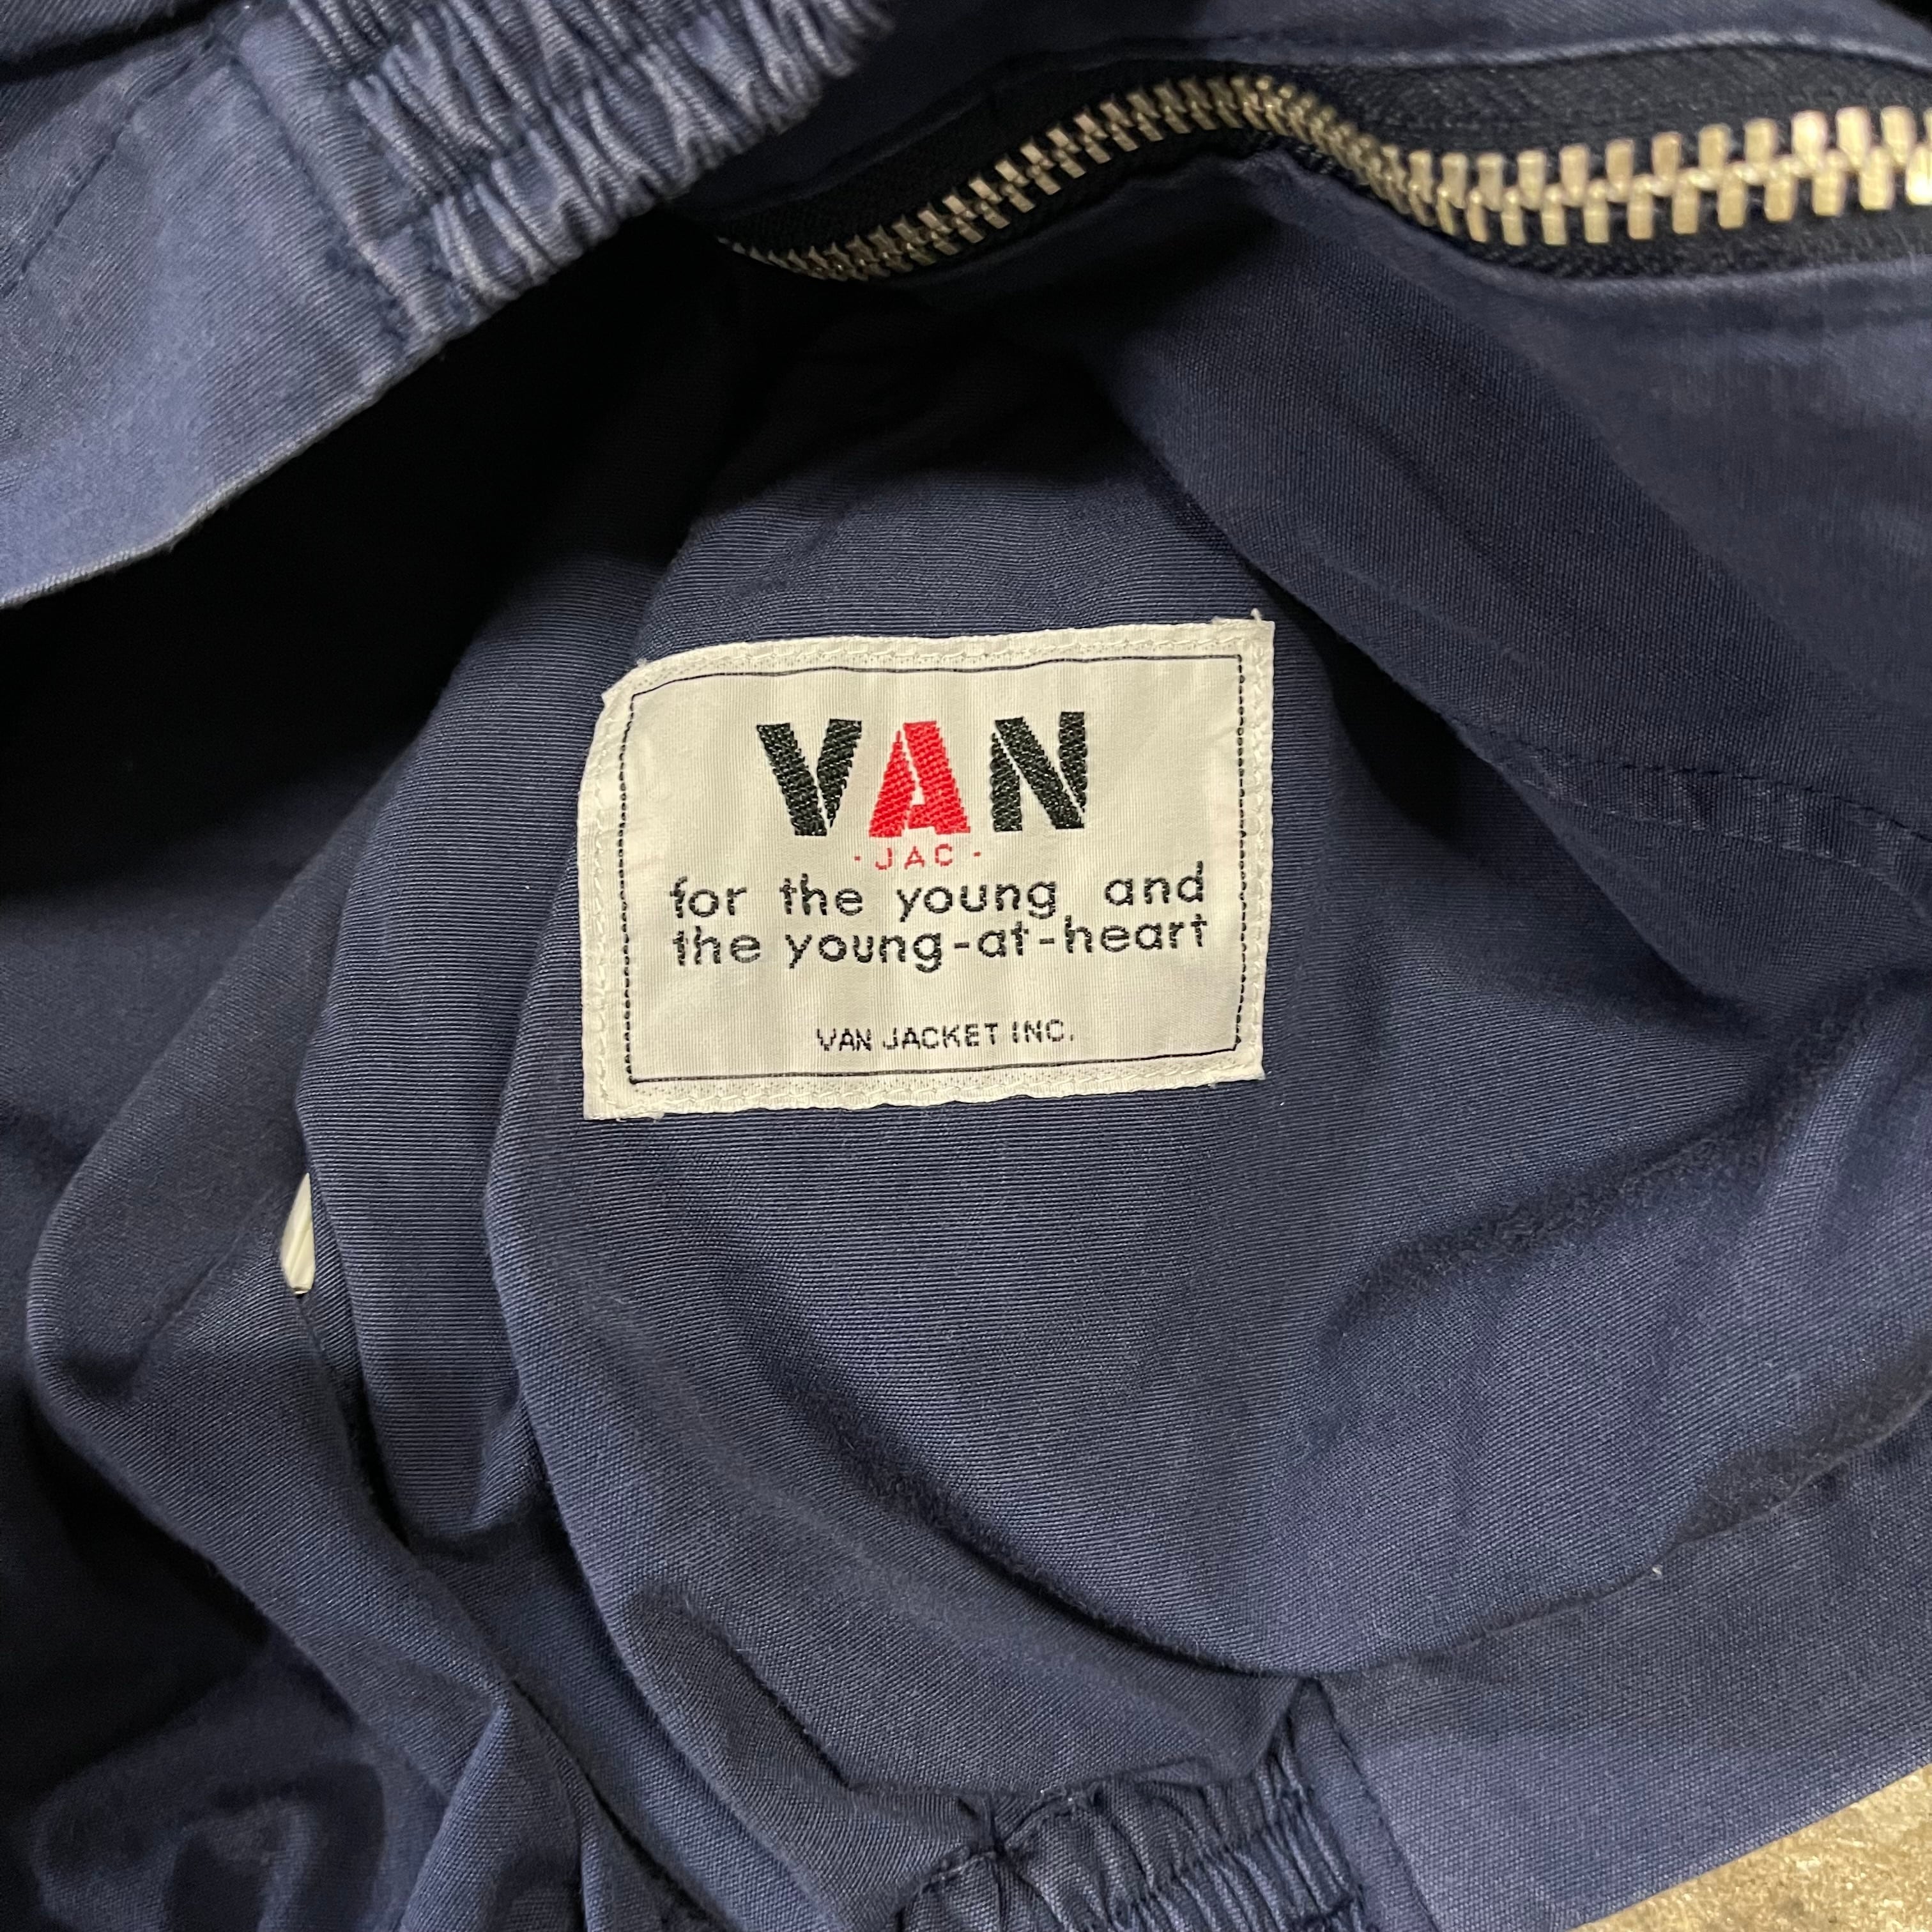 VAN
·JAC·
for the young and
the young-at-heart
VAN JACKET INC.